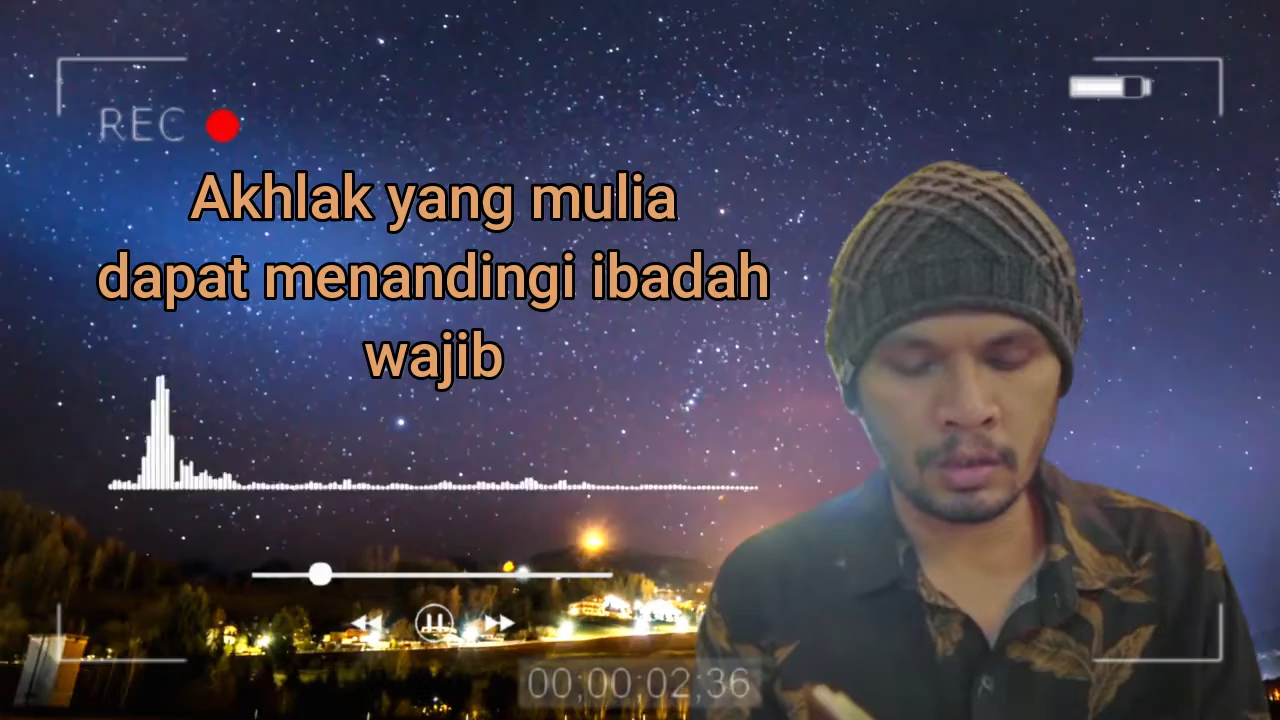 REC
Akhlak yang mulia
dapat menandingi ibadah
wajib
00;00;02;36